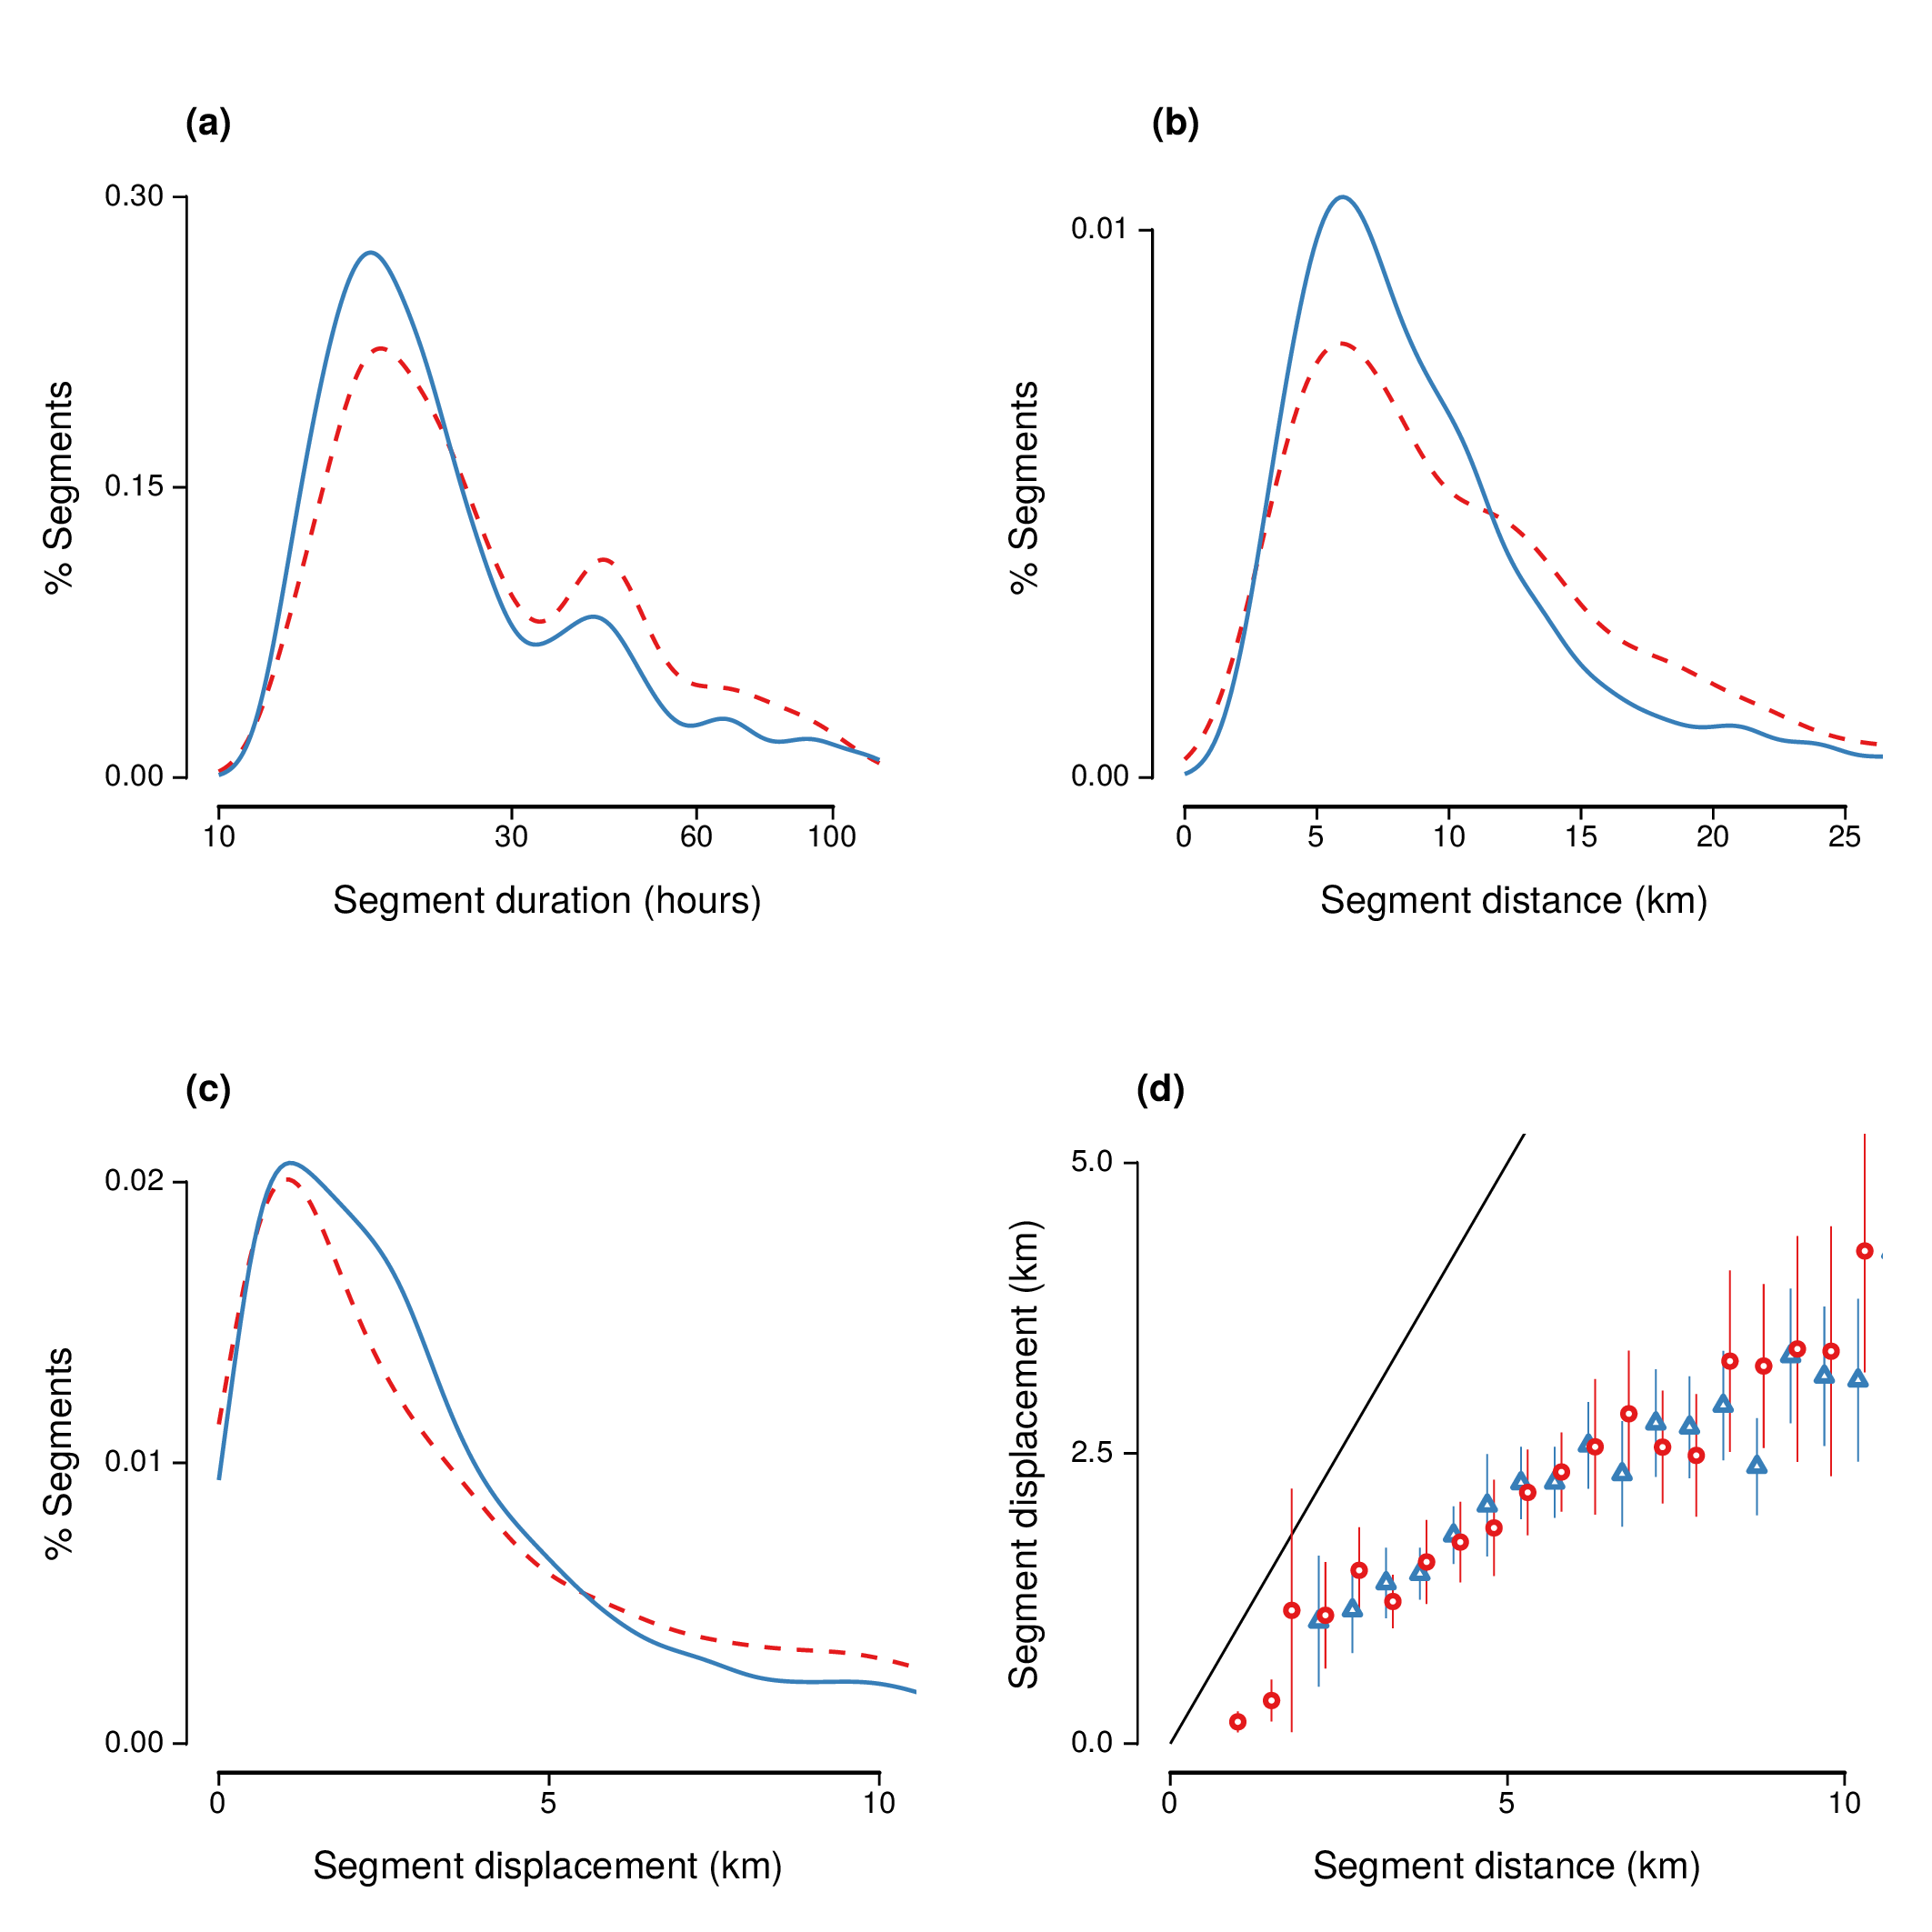 (a)
0.30
0.15
0.00
% Segments
10 30 60 100
Segment duration (hours)
(b)
0.01
0.00
% Segments
0 5 10 15 20 25
Segment distance (km)
(c)
0.02
0.01
0.00
% Segments
0 5 10
Segment displacement (km)
(d)
5.0
2.5
0.0
Segment displacement (km)
0 5 10
Segment distance (km)